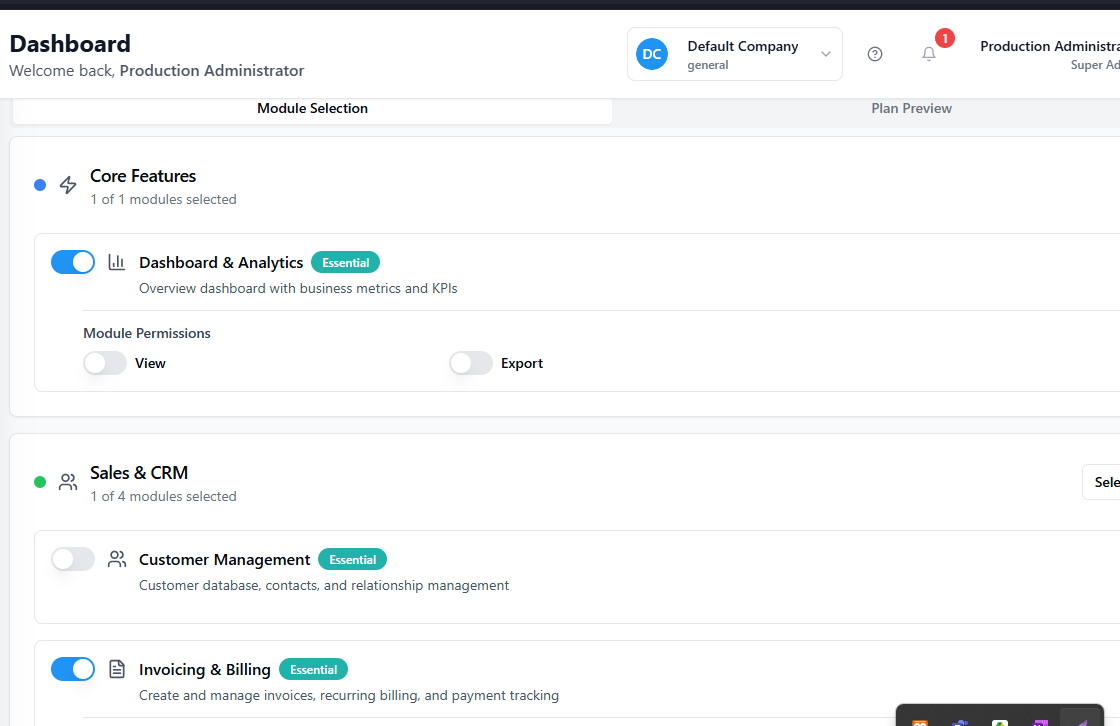 Dashboard
Welcome back, Production Administrator
DC
Default Company
general
1
Production Administra
Super Ad
Module Selection
Plan Preview
Core Features
1 of 1 modules selected
Dashboard & Analytics
Essential
Overview dashboard with business metrics and KPIs
Module Permissions
View
Export
Sales & CRM
1 of 4 modules selected
Sele
Customer Management
Essential
Customer database, contacts, and relationship management
Invoicing & Billing
Essential
Create and manage invoices, recurring billing, and payment tracking